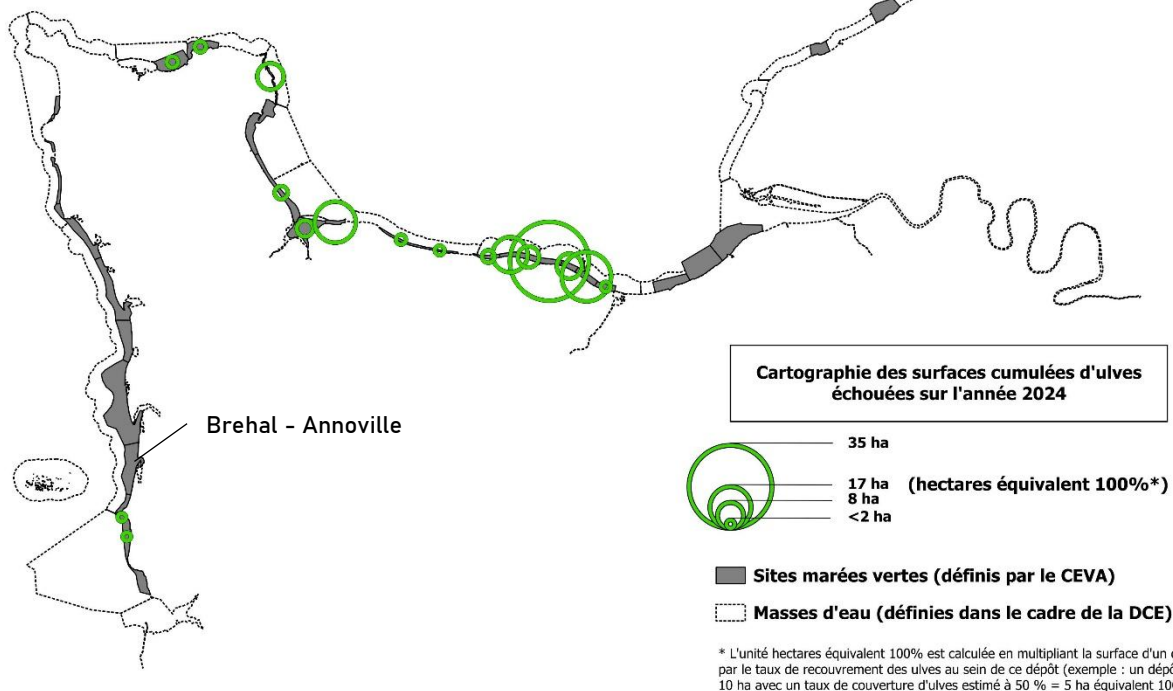 Brehal - Annoville
Cartographie des surfaces cumulées d'ulves
échouées sur l'année 2024
35 ha
17 ha (hectares équivalent 100%*)
8 ha
<2 ha
Sites marées vertes (définis par le CEVA)
Masses d'eau (définies dans le cadre de la DCE)
* L'unité hectares équivalent 100% est calculée en multipliant la surface d'un
par le taux de recouvrement des ulves au sein de ce dépôt (exemple : un dépô
10 ha avec un taux de couverture d'ulves estimé à 50 % = 5 ha équivalent 10